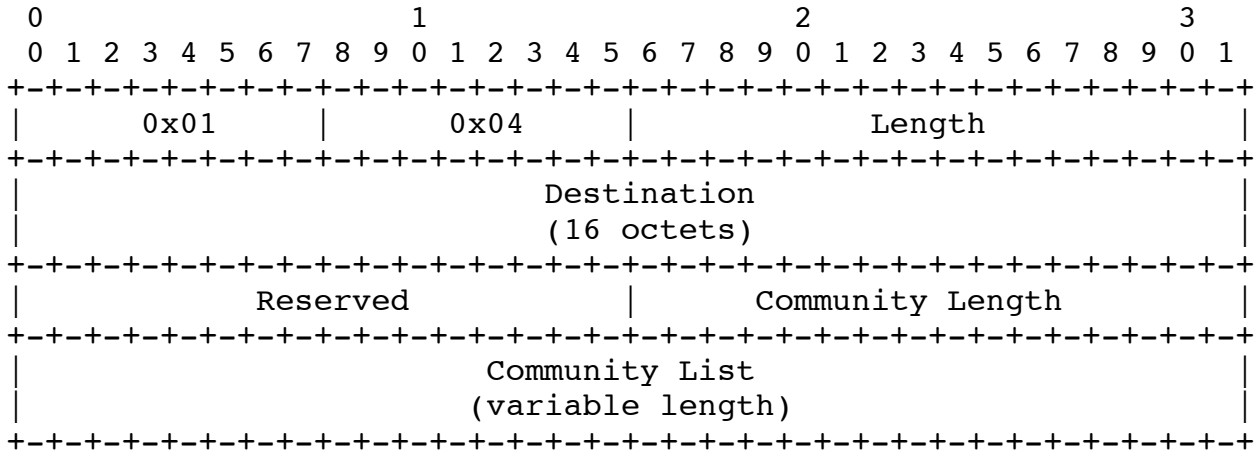 0                   1                   2                   3
0 1 2 3 4 5 6 7 8 9 0 1 2 3 4 5 6 7 8 9 0 1 2 3 4 5 6 7 8 9 0 1
+-+-+-+-+-+-+-+-+-+-+-+-+-+-+-+-+-+-+-+-+-+-+-+-+-+-+-+-+-+-+-+-+
|      0x01     |      0x04     |            Length             |
+-+-+-+-+-+-+-+-+-+-+-+-+-+-+-+-+-+-+-+-+-+-+-+-+-+-+-+-+-+-+-+-+
|                           Destination                         |
|                           (16 octets)                         |
+-+-+-+-+-+-+-+-+-+-+-+-+-+-+-+-+-+-+-+-+-+-+-+-+-+-+-+-+-+-+-+-+
|            Reserved           |      Community Length         |
+-+-+-+-+-+-+-+-+-+-+-+-+-+-+-+-+-+-+-+-+-+-+-+-+-+-+-+-+-+-+-+-+
|                        Community List                         |
|                       (variable length)                       |
+-+-+-+-+-+-+-+-+-+-+-+-+-+-+-+-+-+-+-+-+-+-+-+-+-+-+-+-+-+-+-+-+